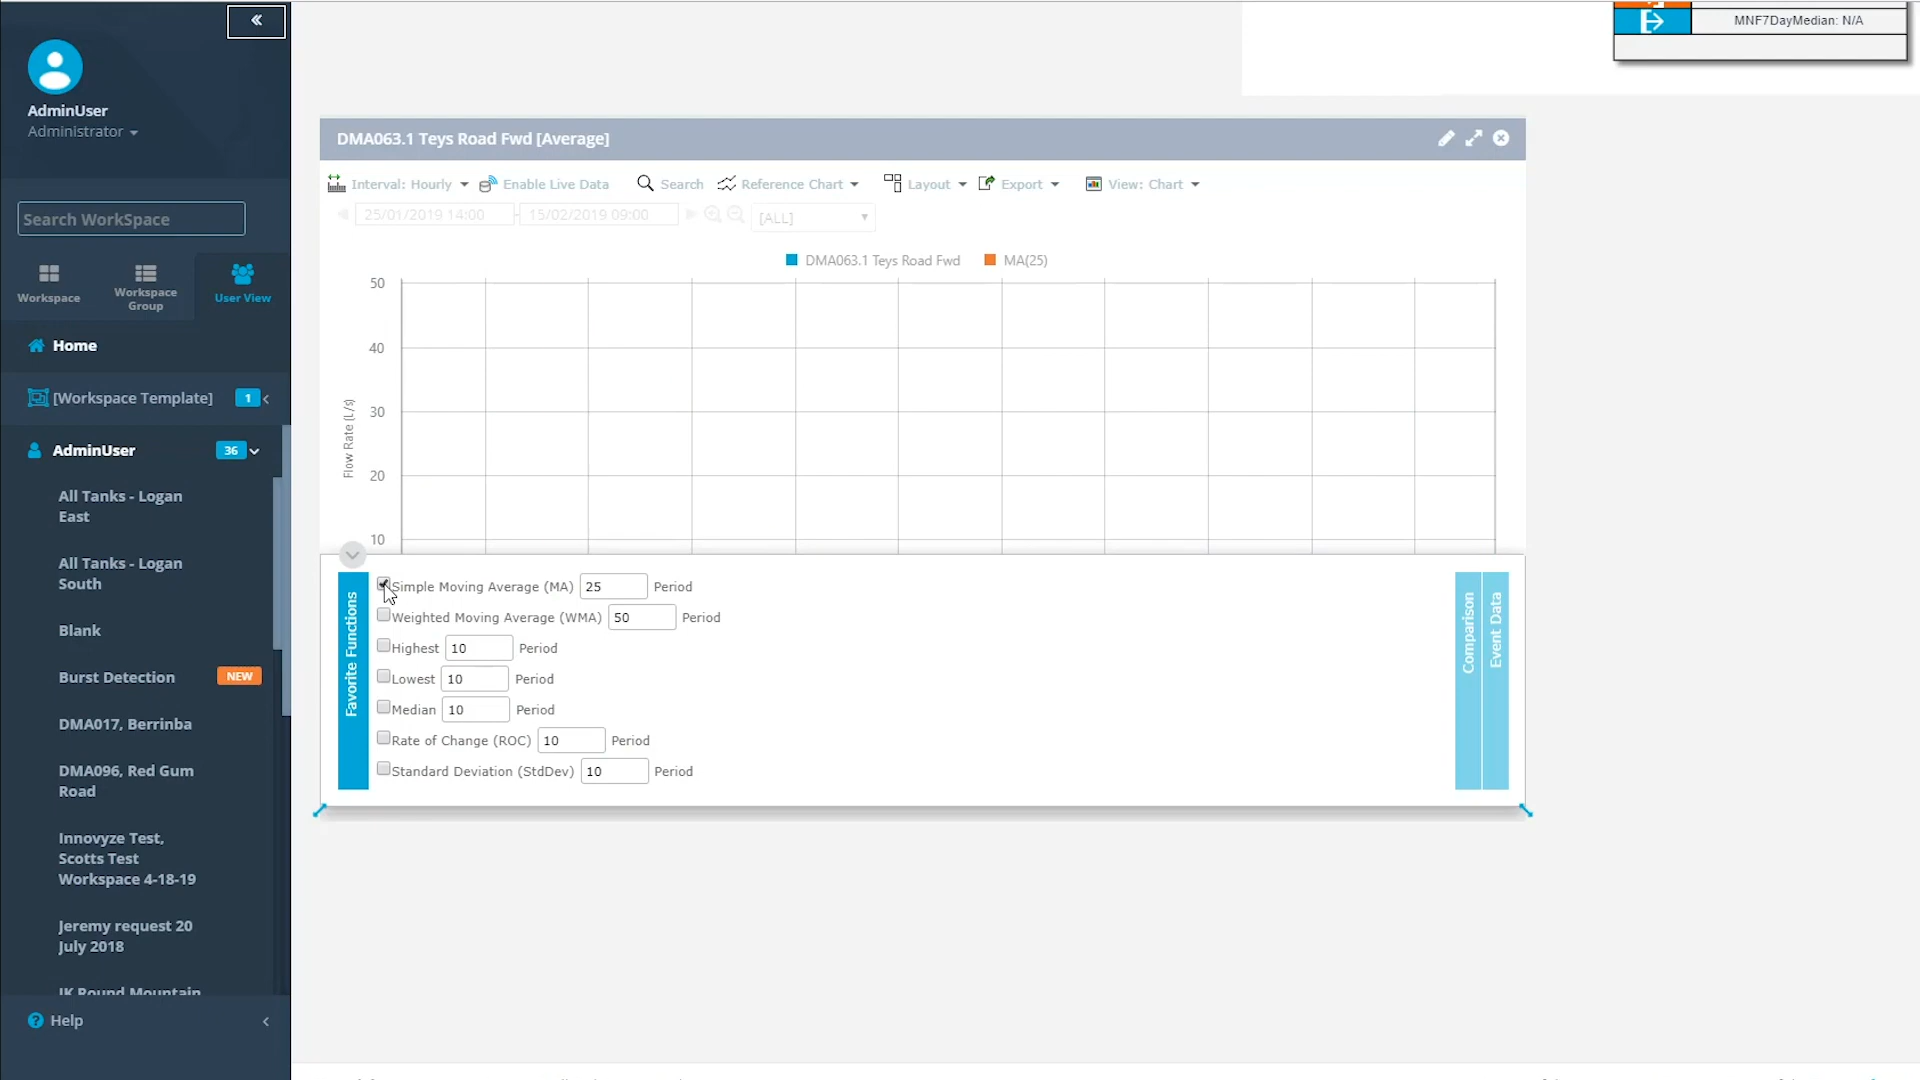 «
AdminUser
Administrator
Search WorkSpace
Workspace
Workspace
Group
User View
Home
[Workspace Template]
1
AdminUser
36
All Tanks - Logan
East
All Tanks - Logan
South
Blank
Burst Detection
NEW
DMA017, Berrinba
DMA096, Red Gum
Road
Innovyze Test,
Scotts Test
Workspace 4-18-19
Jeremy request 20
July 2018
JK Round Mountain
Help
MNF7DayMedian: N/A
DMA063.1 Teys Road Fwd [Average]
Interval: Hourly
Enable Live Data
Search
Reference Chart
Layout
Export
View: Chart
25/01/2019 14:00
-
15/02/2019 09:00
[ALL]
DMA063.1 Teys Road Fwd
MA(25)
Flow Rate (L/s)
50
40
30
20
10
Favorite Functions
Simple Moving Average (MA) 25 Period
Weighted Moving Average (WMA) 50 Period
Highest 10 Period
Lowest 10 Period
Median 10 Period
Rate of Change (ROC) 10 Period
Standard Deviation (StdDev) 10 Period
Comparison
Event Data